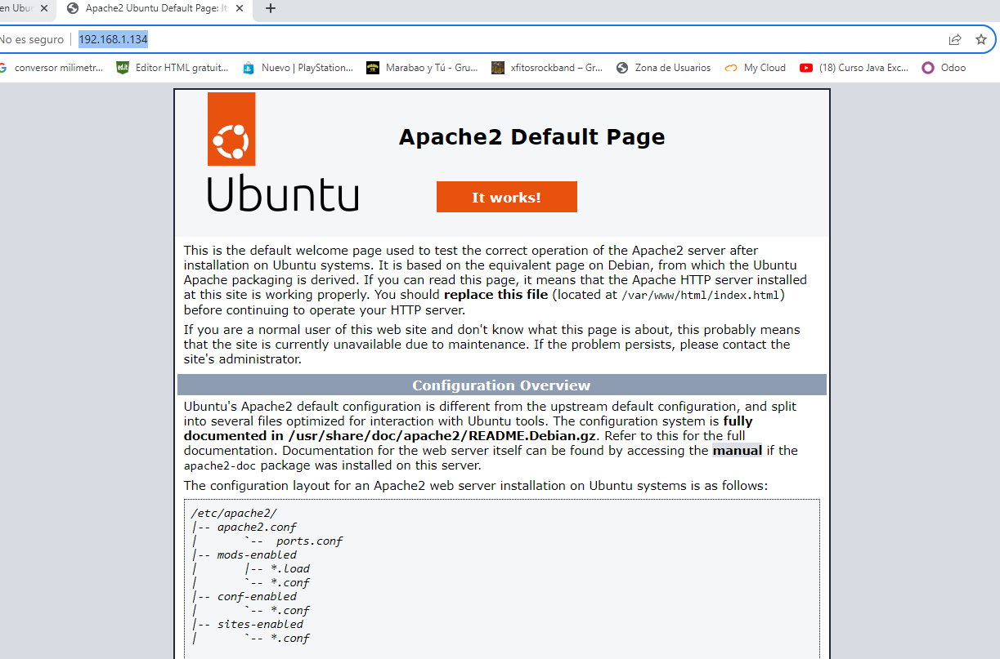 en Ubur
Apache2 Ubuntu Default Page: It
No es seguro
192.168.1.134
conversor milimetr...
Editor HTML gratuit...
Nuevo | PlayStation...
Marabao y Tú - Gru...
xfitosrockband – Gr...
Zona de Usuarios
My Cloud
(18) Curso Java Exc...
Odoo
Apache2 Default Page
Ubuntu
It works!
This is the default welcome page used to test the correct operation of the Apache2 server after
installation on Ubuntu systems. It is based on the equivalent page on Debian, from which the Ubuntu
Apache packaging is derived. If you can read this page, it means that the Apache HTTP server installed
at this site is working properly. You should replace this file (located at /var/www/html/index.html)
before continuing to operate your HTTP server.
If you are a normal user of this web site and don't know what this page is about, this probably means
that the site is currently unavailable due to maintenance. If the problem persists, please contact the
site's administrator.
Configuration Overview
Ubuntu's Apache2 default configuration is different from the upstream default configuration, and split
into several files optimized for interaction with Ubuntu tools. The configuration system is fully
documented in /usr/share/doc/apache2/README.Debian.gz. Refer to this for the full
documentation. Documentation for the web server itself can be found by accessing the manual if the
apache2-doc package was installed on this server.
The configuration layout for an Apache2 web server installation on Ubuntu systems is as follows:
/etc/apache2/
|-- apache2.conf
|       `--  ports.conf
|-- mods-enabled
|       |-- *.load
|       `-- *.conf
|-- conf-enabled
|       `-- *.conf
|-- sites-enabled
|       `-- *.conf